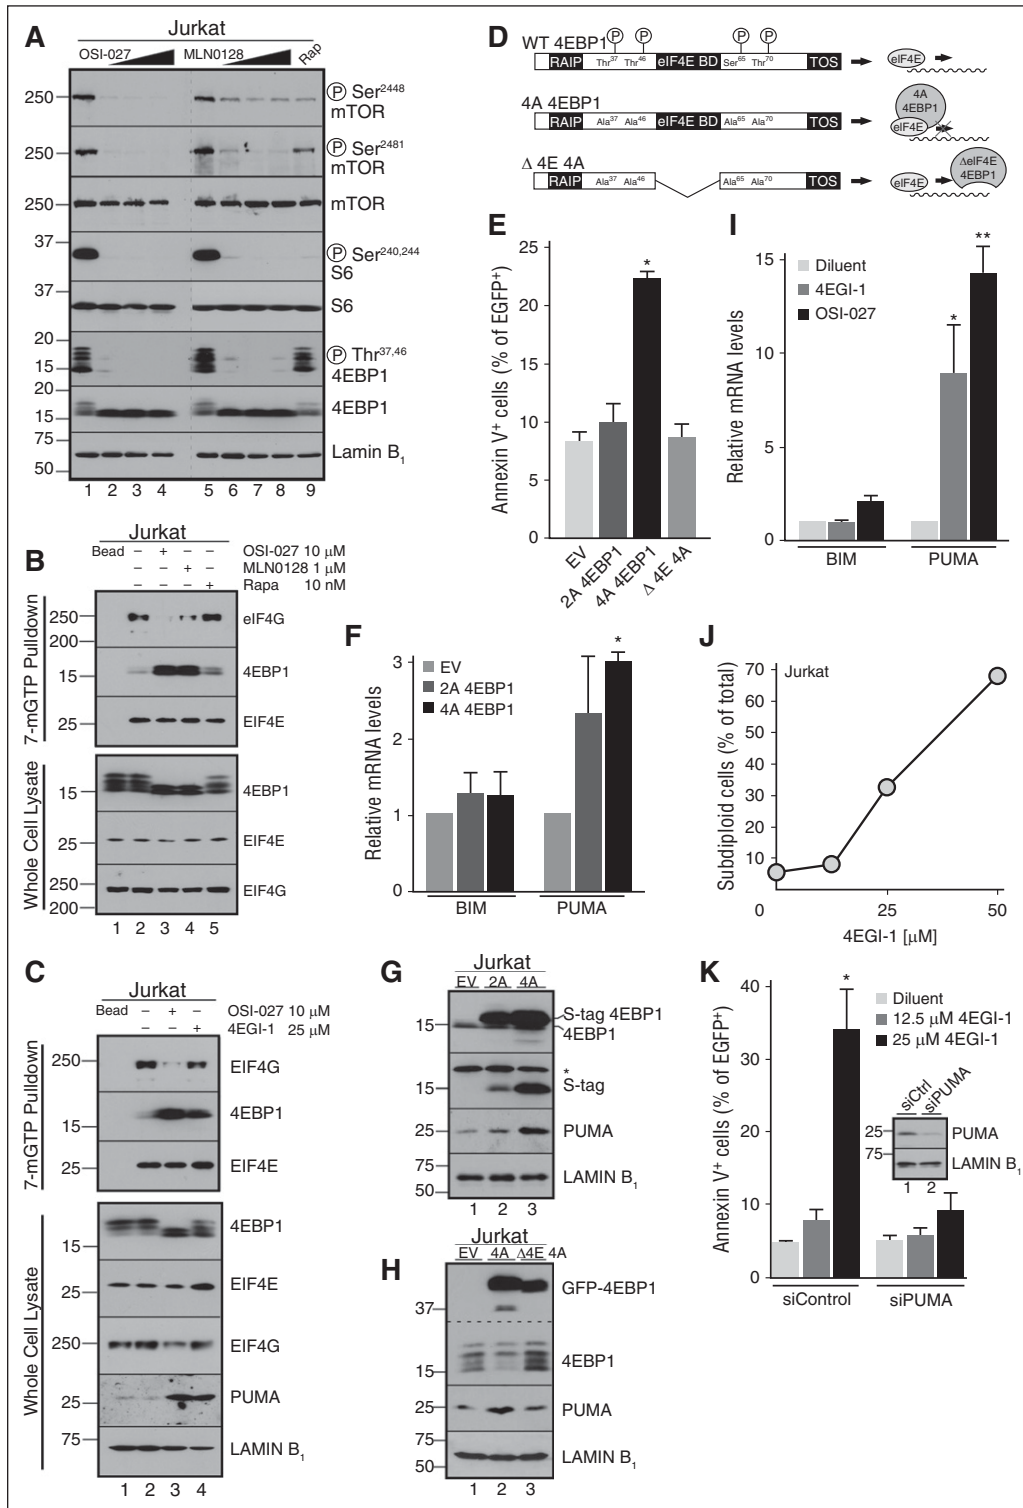 A
Jurkat
OSI-027 MLN0128 Rap
250 Ⓟ Ser2448 mTOR
250 Ⓟ Ser2481 mTOR
250 mTOR
37 Ⓟ Ser240,244 S6
37 S6
20
15 Ⓟ Thr37,46 4EBP1
20
15 4EBP1
75
50 Lamin B1
1 2 3 4 5 6 7 8 9
B
Jurkat
Bead – + – – OSI-027 10 μM
– – + – MLN0128 1 μM
– – – + Rapa 10 nM
7-mGTP Pulldown
250
200 eIF4G
15 4EBP1
25 EIF4E
Whole Cell Lysate
15 4EBP1
25 EIF4E
250
200 EIF4G
1 2 3 4 5
C
Jurkat
Bead – + – OSI-027 10 μM
– – + 4EGI-1 25 μM
7-mGTP Pulldown
250 EIF4G
15 4EBP1
25 EIF4E
Whole Cell Lysate
15 4EBP1
25 EIF4E
250 EIF4G
25 PUMA
75 LAMIN B1
1 2 3 4
D
WT 4EBP1 P P P P
RAIP Thr37 Thr46 eIF4E BD Ser65 Thr70 TOS eIF4E
4A 4EBP1
RAIP Ala37 Ala46 eIF4E BD Ala65 Ala70 TOS 4A 4EBP1 eIF4E
Δ 4E 4A
RAIP Ala37 Ala46 Ala65 Ala70 TOS eIF4E ΔeIF4E 4EBP1
E
Annexin V+ cells (% of EGFP+)
25
20
15
10
5
0
*
EV 2A 4EBP1 4A 4EBP1 Δ 4E 4A
F
Relative mRNA levels
3
2
1
0
EV
2A 4EBP1
4A 4EBP1
*
BIM PUMA
G
Jurkat
EV 2A 4A
15 S-tag 4EBP1
4EBP1
*
15 S-tag
25 PUMA
75
50 LAMIN B1
1 2 3
H
Jurkat
EV 4A Δ4E 4A
GFP-4EBP1
37
15 4EBP1
25 PUMA
75
50 LAMIN B1
1 2 3
I
Relative mRNA levels
15
10
5
0
Diluent
4EGI-1
OSI-027
* **
BIM PUMA
J
Subdiploid cells (% of total)
70
60
50
40
30
20
10
Jurkat
0 25 50
4EGI-1 [μM]
K
Annexin V+ cells (% of EGFP+)
40
30
20
10
0
Diluent
12.5 μM 4EGI-1
25 μM 4EGI-1
*
siCtrl siPUMA
25 PUMA
75 LAMIN B1
1 2
siControl siPUMA